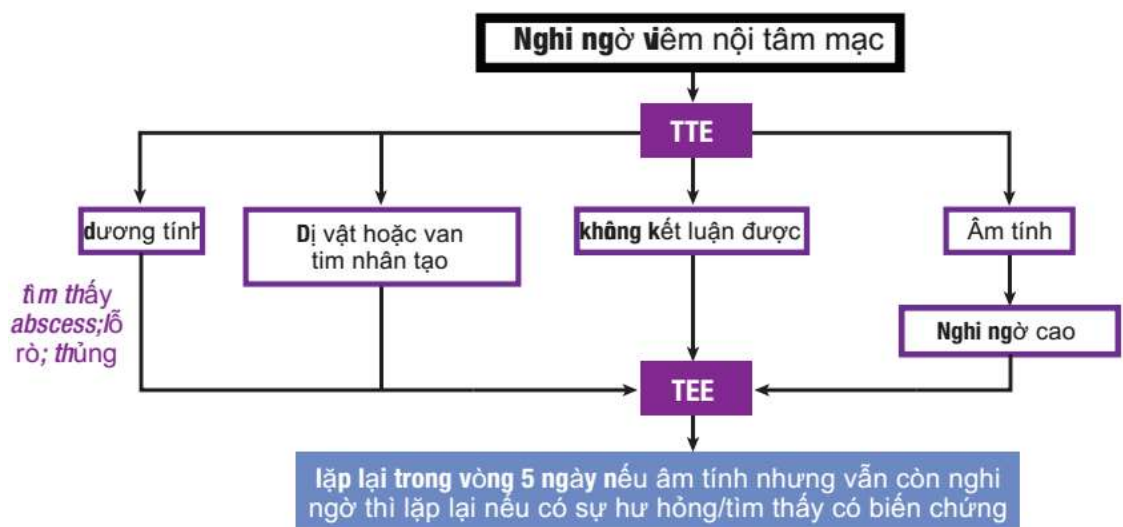 Nghi ngờ viêm nội tâm mạc
TTE
dương tính
Dị vật hoặc van
tim nhân tạo
không kết luận được
Âm tính
tìm thấy
abscess;lỗ
rò; thủng
Nghi ngờ cao
TEE
lặp lại trong vòng 5 ngày nếu âm tính nhưng vẫn còn nghi
ngờ thì lặp lại nếu có sự hư hỏng/tìm thấy có biến chứng